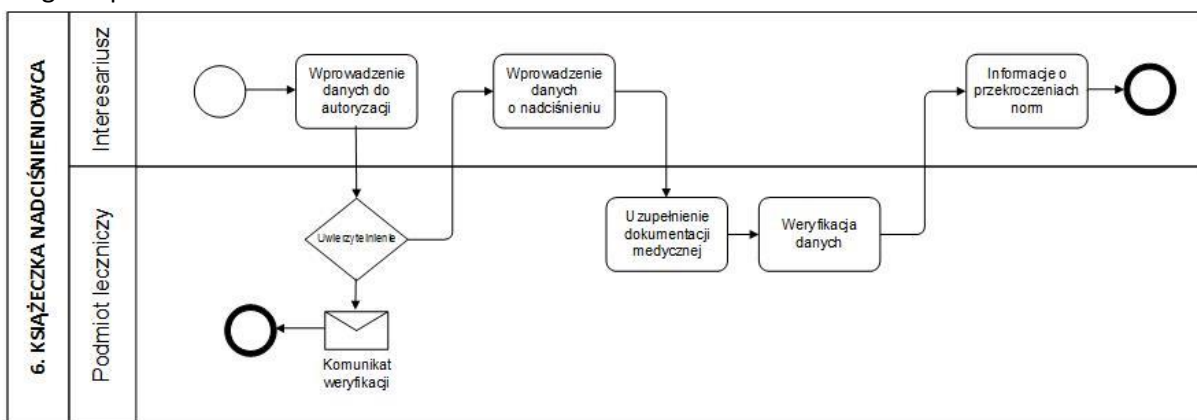 6. KSIĄŻECZKA NADCIŚNIENIOWCA
Interesariusz
Wprowadzenie
danych do
autoryzacji
Wprowadzenie
danych
o nadciśnieniu
Informacje o
przekroczeniach
norm
Podmiot leczniczy
Uwierzytelnienie
Uzupełnienie
dokumentacji
medycznej
Weryfikacja
danych
Komunikat
weryfikacji